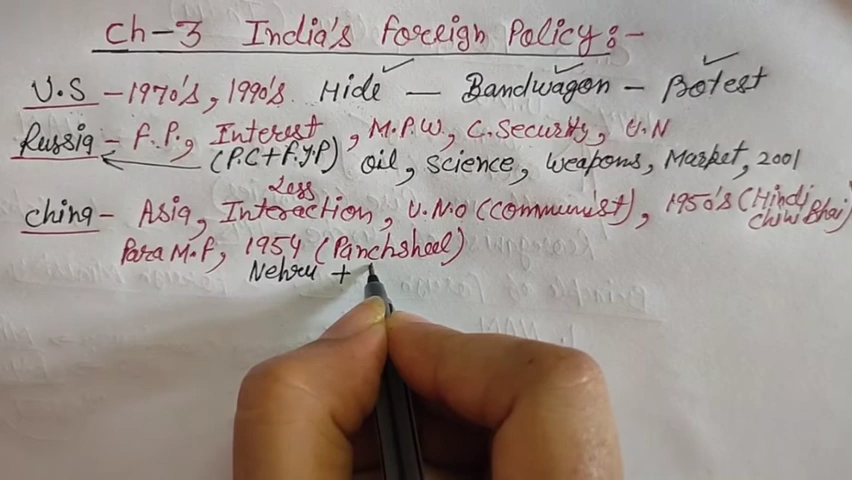 Ch-3 India's Foreign Policy:-
U.S - 1970's, 1990's Hide - Bandwagon - Botest
Russia - F.P., Interest, M.P.W., C.Security, U.N
(P.C+F.Y.P) oil, science, weapons, Market, 2001
Less
China - Asia, Interaction, U.N.O (Communist), 1950's (Hindi Chini Bhai)
Para M.F, 1954 (Panchsheel)
Nehru +